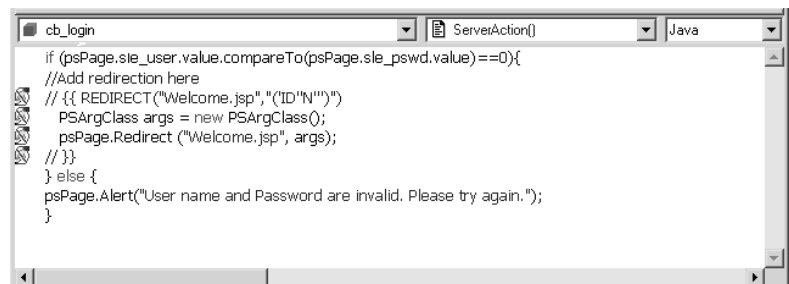 cb_login ServerAction() Java
if (psPage.sle_user.value.compareTo(psPage.sle_pswd.value)==0){
//Add redirection here
// {{ REDIRECT("Welcome.jsp","('ID''N''')")
PSArgClass args = new PSArgClass();
psPage.Redirect ("Welcome.jsp", args);
// }}
} else {
psPage.Alert("User name and Password are invalid. Please try again.");
}